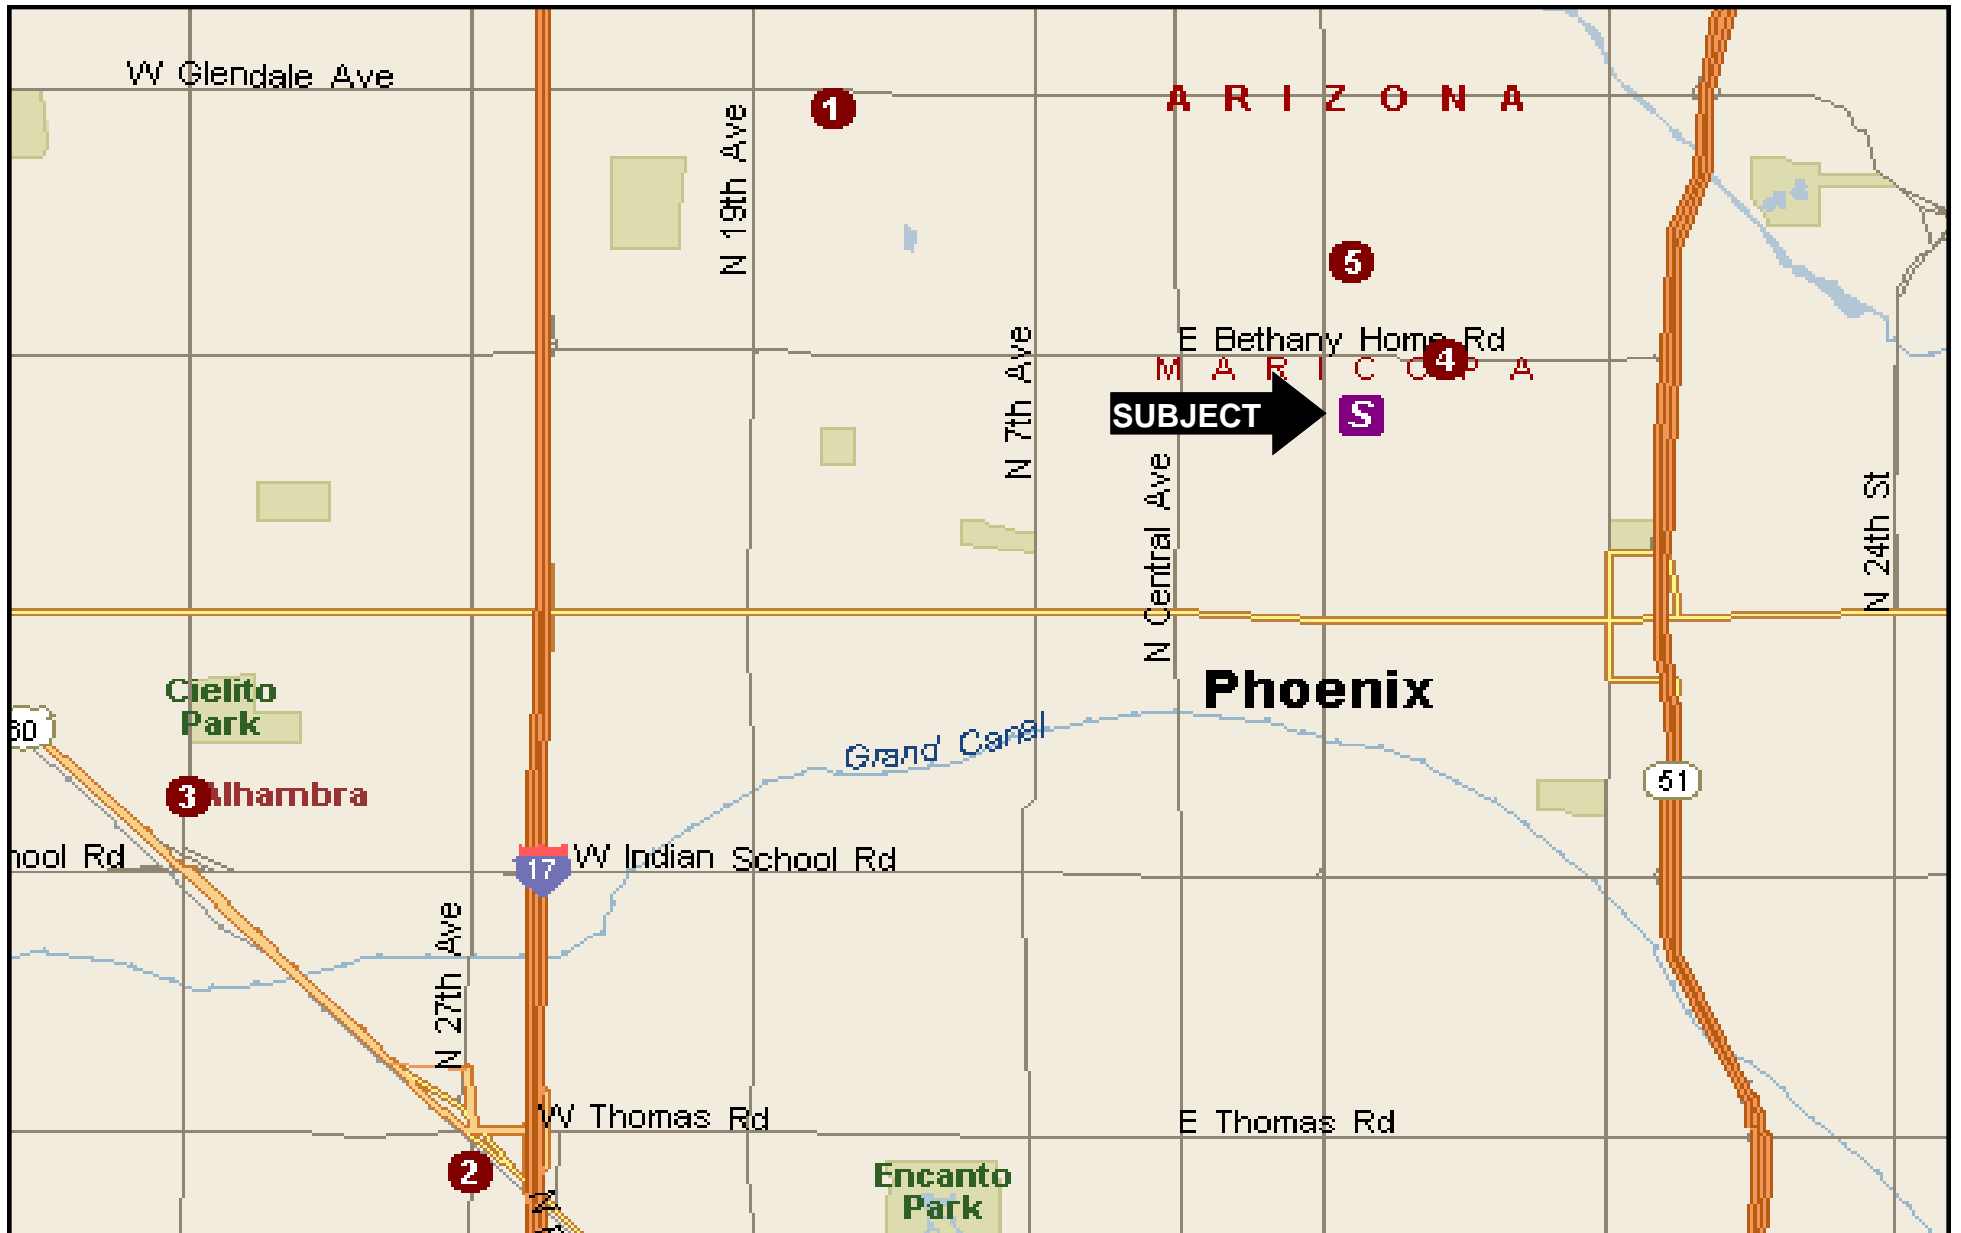 W Glendale Ave
ARIZONA
1
N 19th Ave
5
E Bethany Home Rd
MARICOPA
4
N 7th Ave
SUBJECT
S
N Central Ave
N 24th St
Phoenix
Cielito
Park
60
Grand Canal
3
Alhambra
51
hool Rd
17
W Indian School Rd
N 27th Ave
W Thomas Rd
E Thomas Rd
2
Encanto
Park